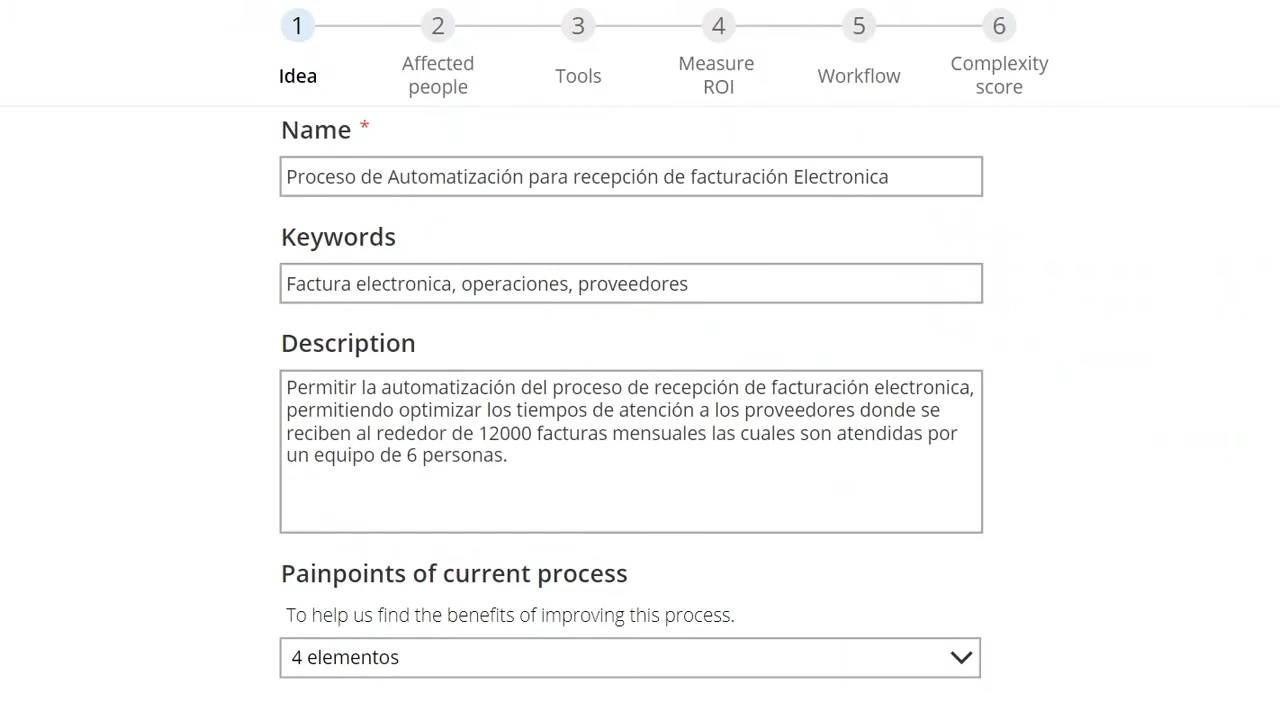 1 2 3 4 5 6
Idea
Affected
people
Tools
Measure
ROI
Workflow
Complexity
score
Name *
Proceso de Automatización para recepción de facturación Electronica
Keywords
Factura electronica, operaciones, proveedores
Description
Permitir la automatización del proceso de recepción de facturación electronica,
permitiendo optimizar los tiempos de atención a los proveedores donde se
reciben al rededor de 12000 facturas mensuales las cuales son atendidas por
un equipo de 6 personas.
Painpoints of current process
To help us find the benefits of improving this process.
4 elementos